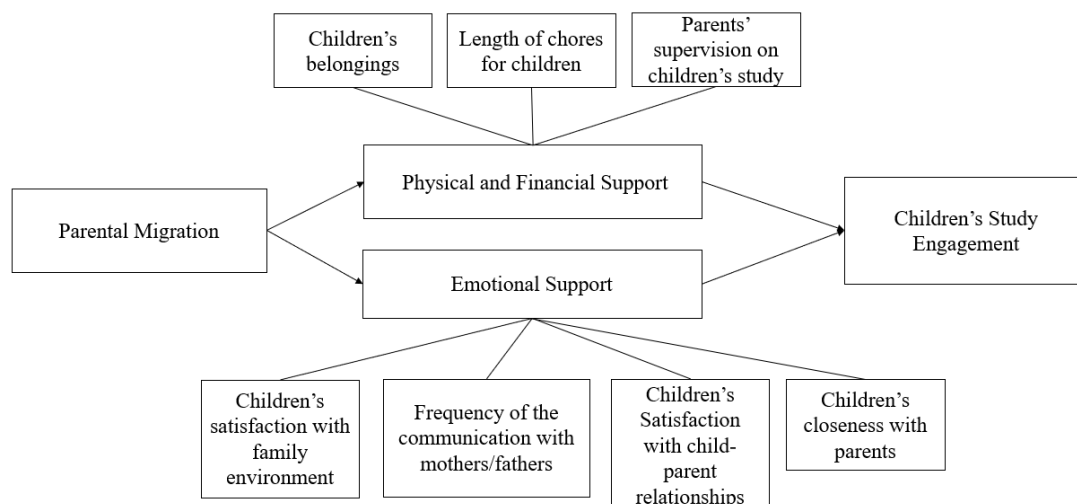 Children’s
belongings
Length of chores
for children
Parents’
supervision on
children’s study
Physical and Financial Support
Parental Migration
Children’s Study
Engagement
Emotional Support
Children’s
satisfaction with
family
environment
Frequency of the
communication with
mothers/fathers
Children’s
Satisfaction
with child-
parent
relationships
Children’s
closeness with
parents